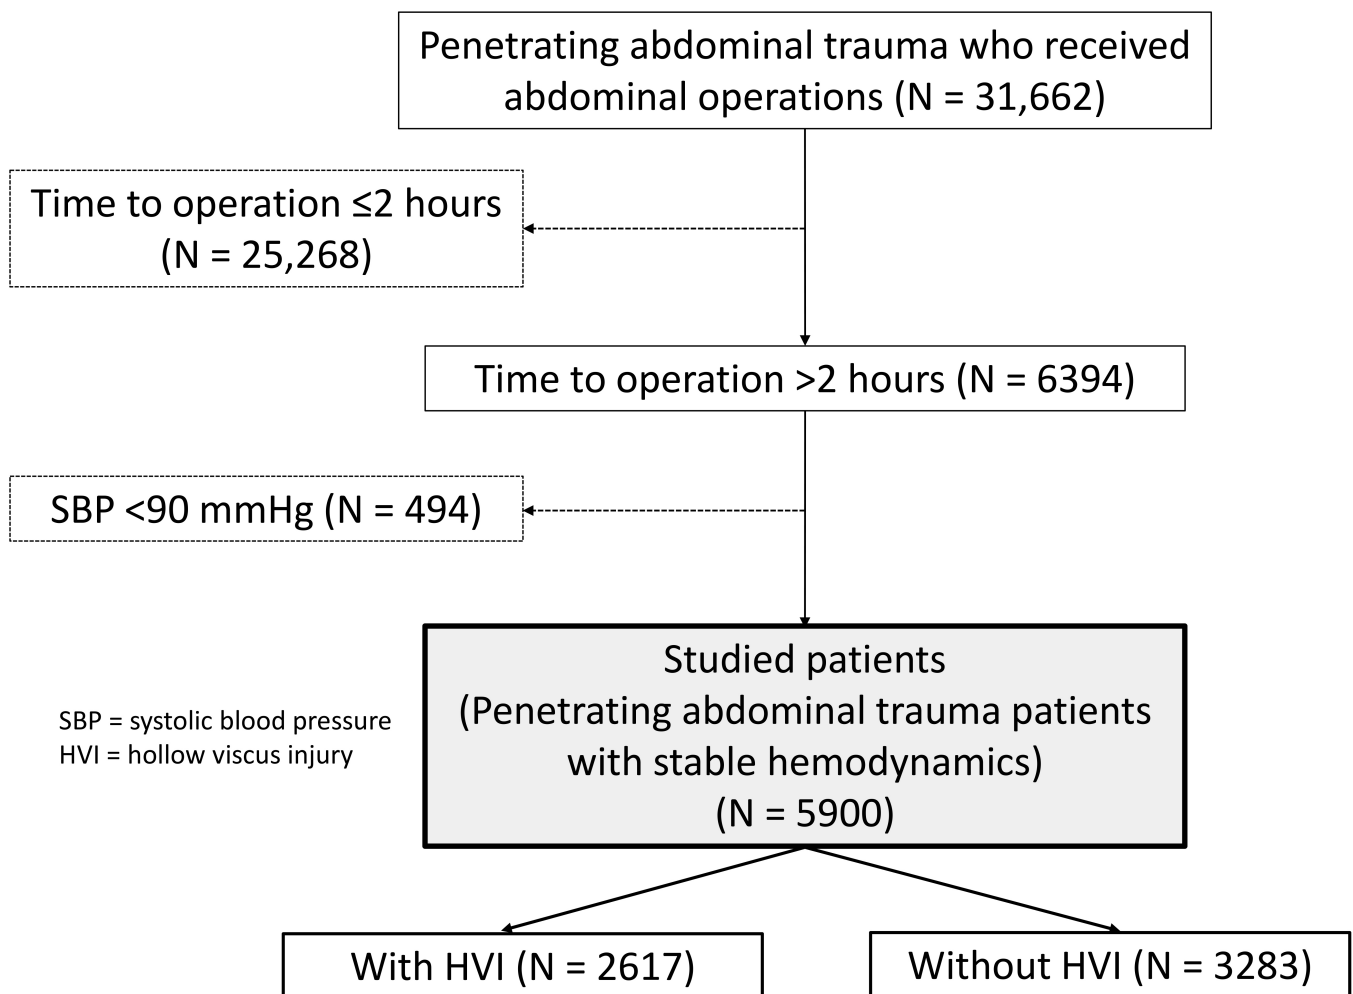 Penetrating abdominal trauma who received
abdominal operations (N = 31,662)
Time to operation ≤2 hours
(N = 25,268)
Time to operation >2 hours (N = 6394)
SBP <90 mmHg (N = 494)
Studied patients
(Penetrating abdominal trauma patients
with stable hemodynamics)
(N = 5900)
SBP = systolic blood pressure
HVI = hollow viscus injury
With HVI (N = 2617)
Without HVI (N = 3283)